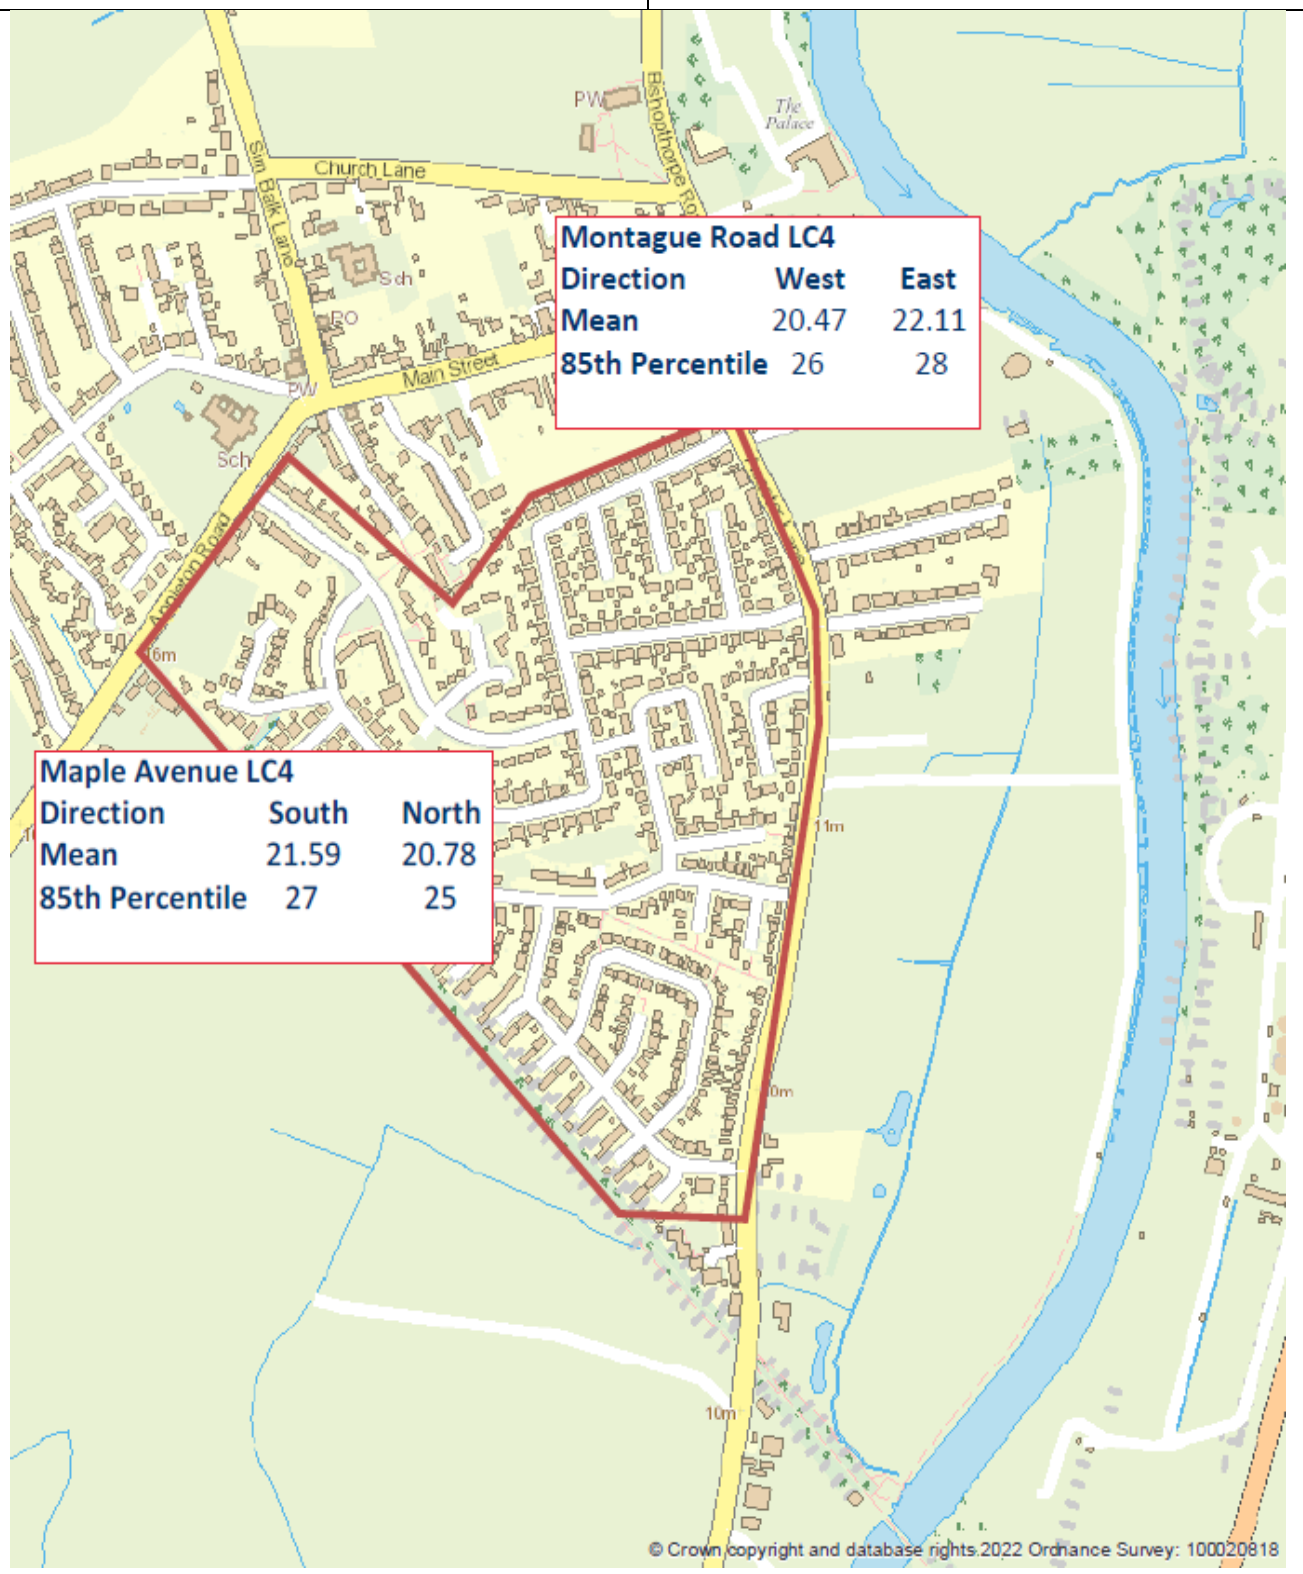 PW
The
Palace
Bishopthorpe Ro
Church Lane
Sim Balk Lane
Sch
PO
Main Street
PW
Sch
Montague Road LC4
Direction West East
Mean 20.47 22.11
85th Percentile 26 28
Appleton Road
Lane
6m
Maple Avenue LC4
Direction South North
Mean 21.59 20.78
85th Percentile 27 25
11m
0m
10m
© Crown copyright and database rights 2022 Ordnance Survey: 100020818